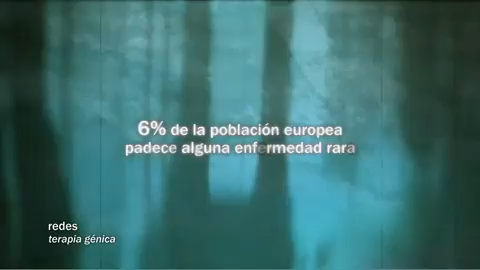 6% de la población europea
padece alguna enfermedad rara
redes
terapia génica